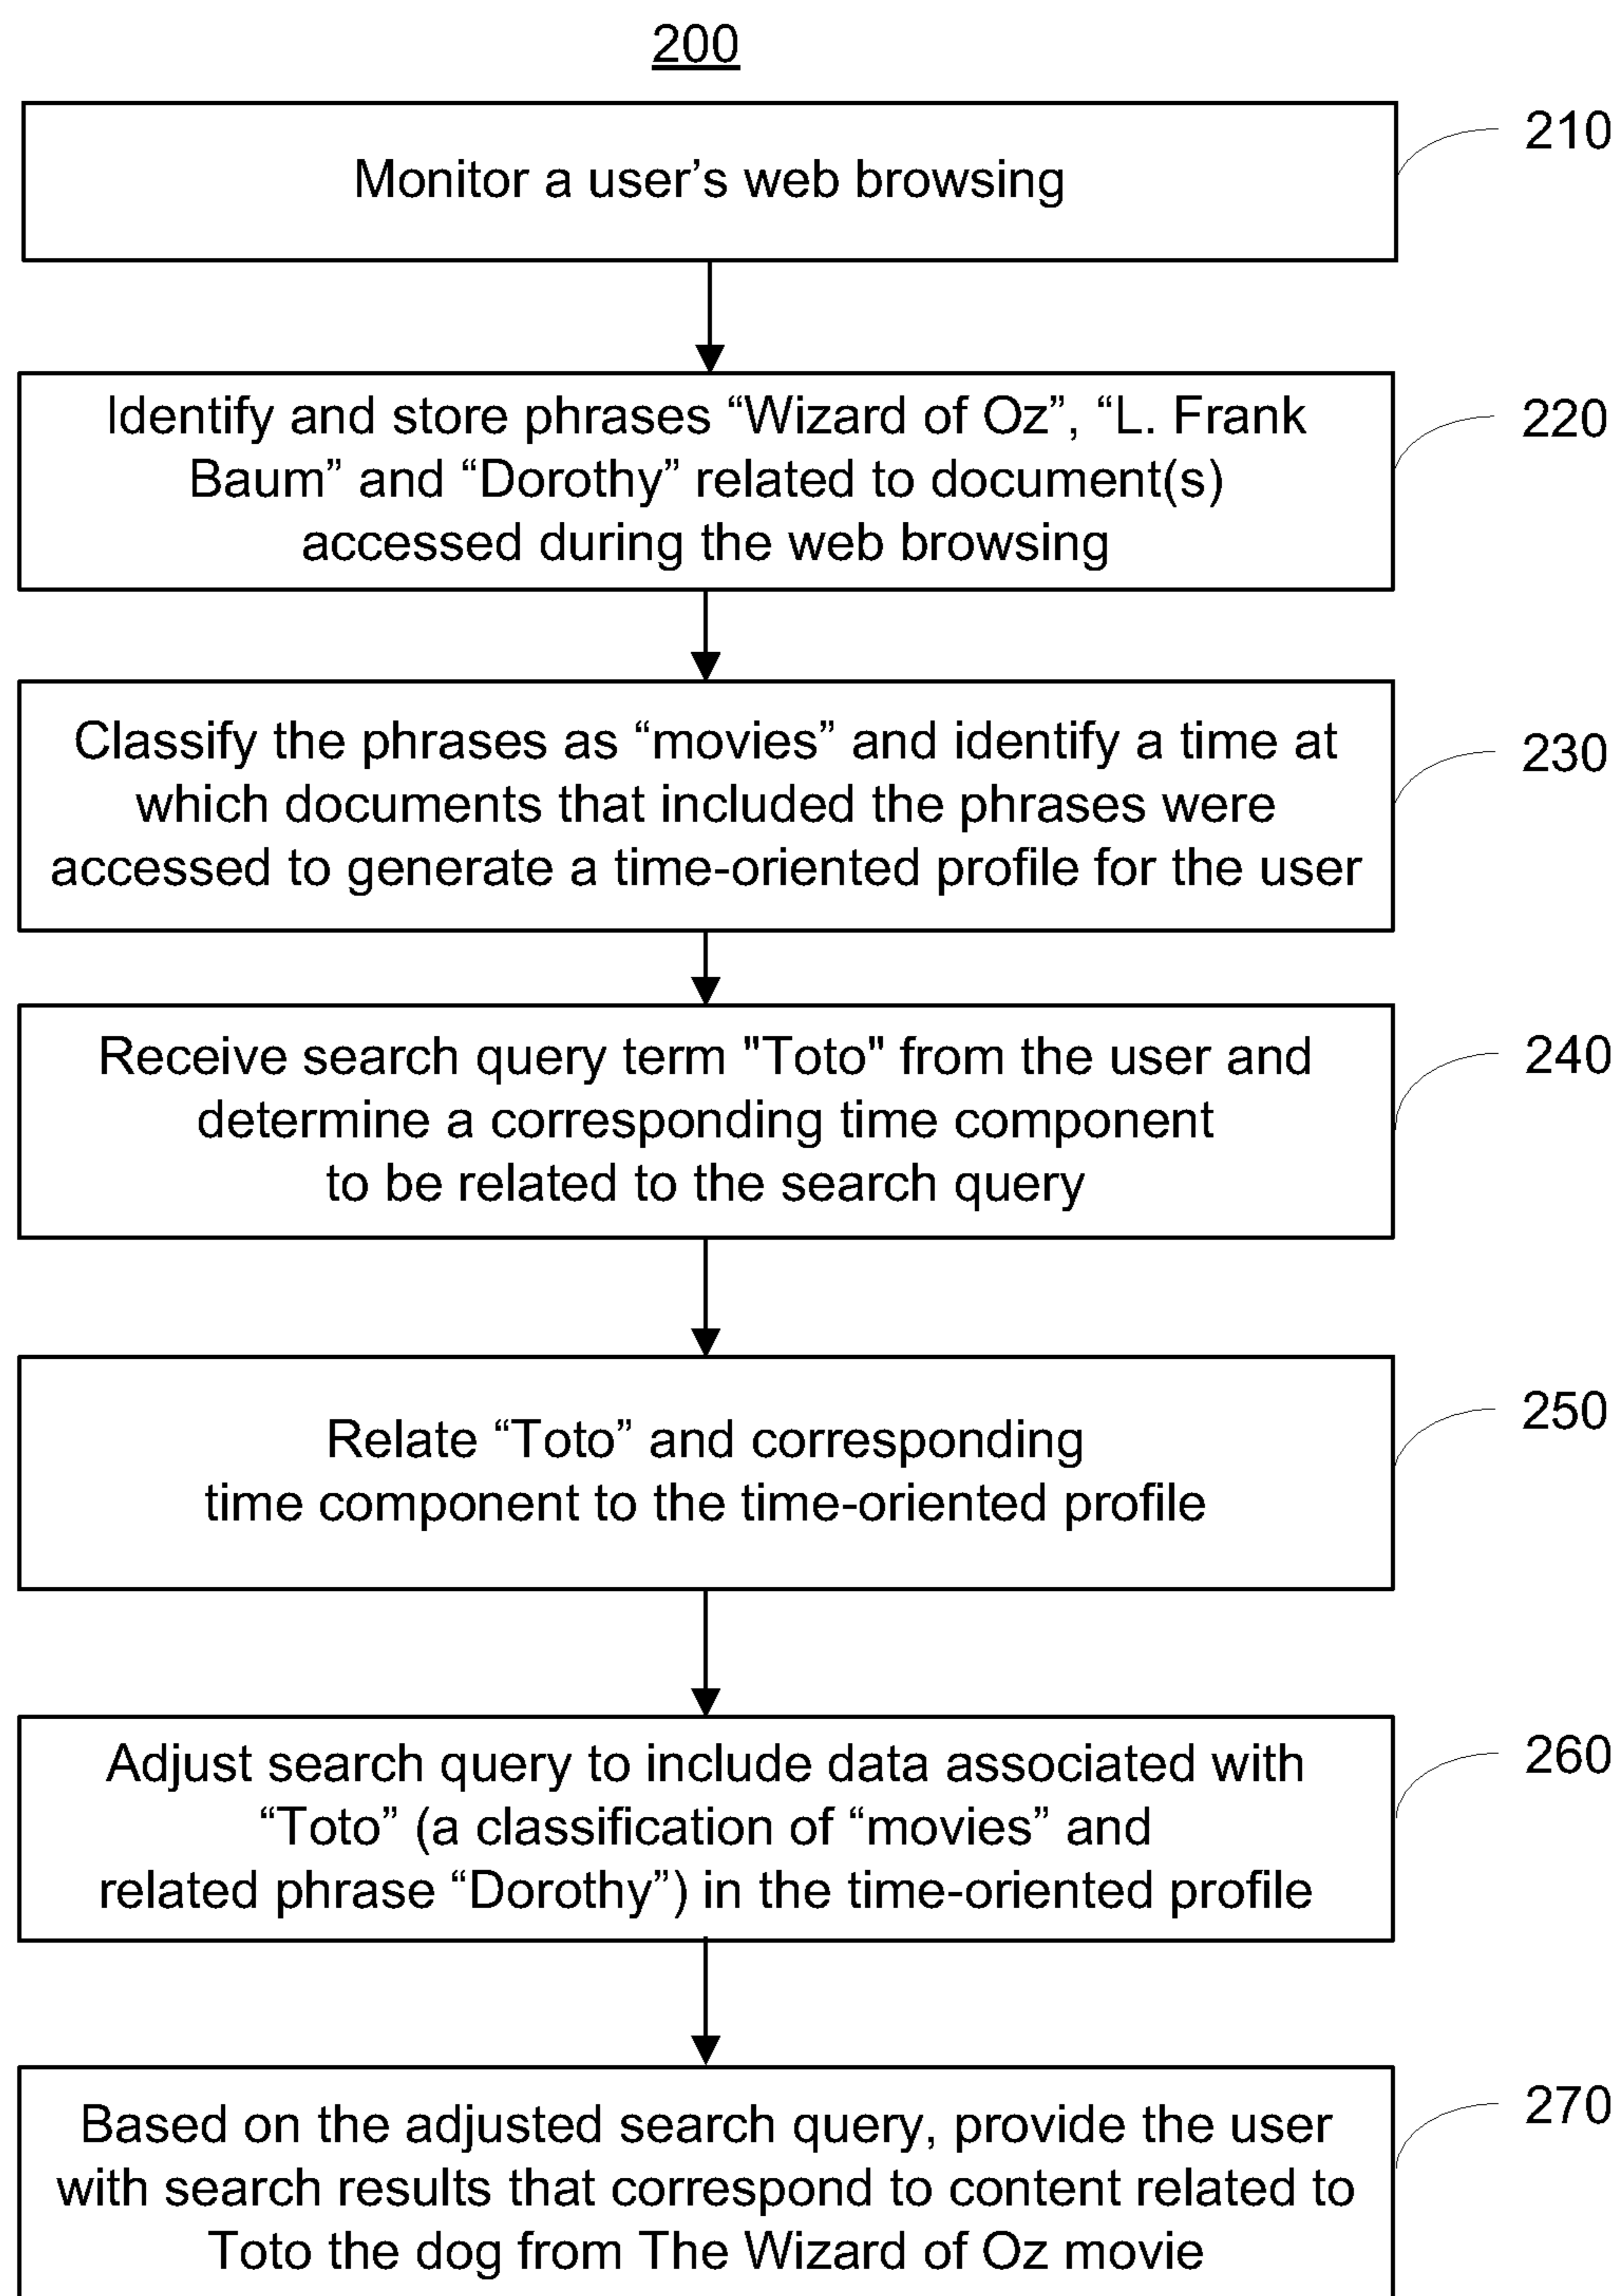 200
Monitor a user’s web browsing
210
Identify and store phrases “Wizard of Oz”, “L. Frank
Baum” and “Dorothy” related to document(s)
accessed during the web browsing
220
Classify the phrases as “movies” and identify a time at
which documents that included the phrases were
accessed to generate a time-oriented profile for the user
230
Receive search query term "Toto" from the user and
determine a corresponding time component
to be related to the search query
240
Relate “Toto” and corresponding
time component to the time-oriented profile
250
Adjust search query to include data associated with
“Toto” (a classification of “movies” and
related phrase “Dorothy”) in the time-oriented profile
260
Based on the adjusted search query, provide the user
with search results that correspond to content related to
Toto the dog from The Wizard of Oz movie
270